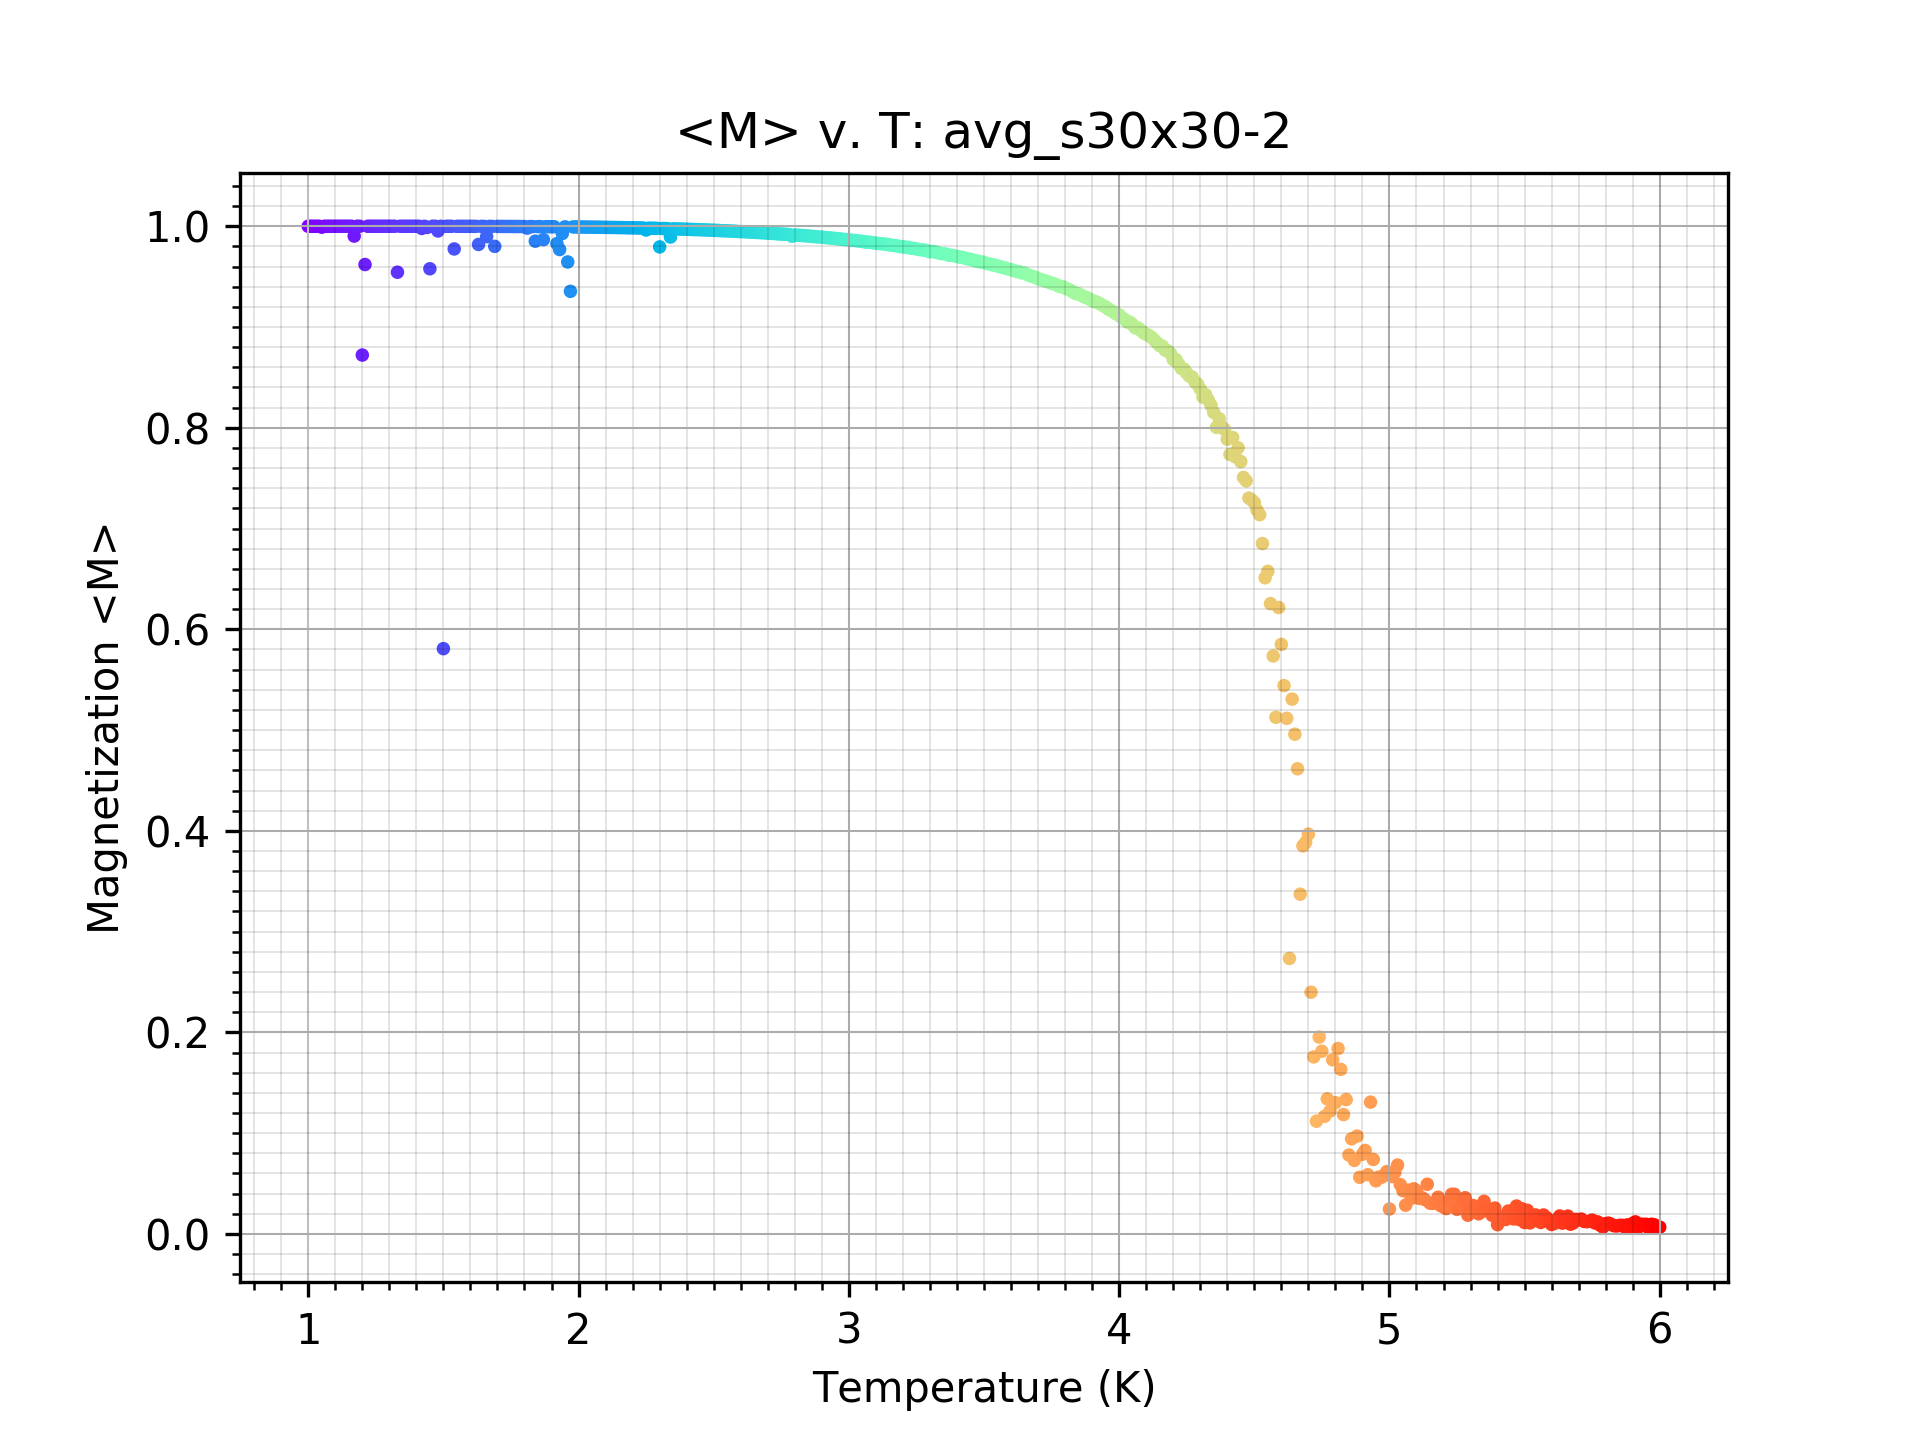 <M> v. T: avg_s30x30-2
1.0
0.8
0.6
0.4
0.2
0.0
Magnetization <M>
1 2 3 4 5 6
Temperature (K)